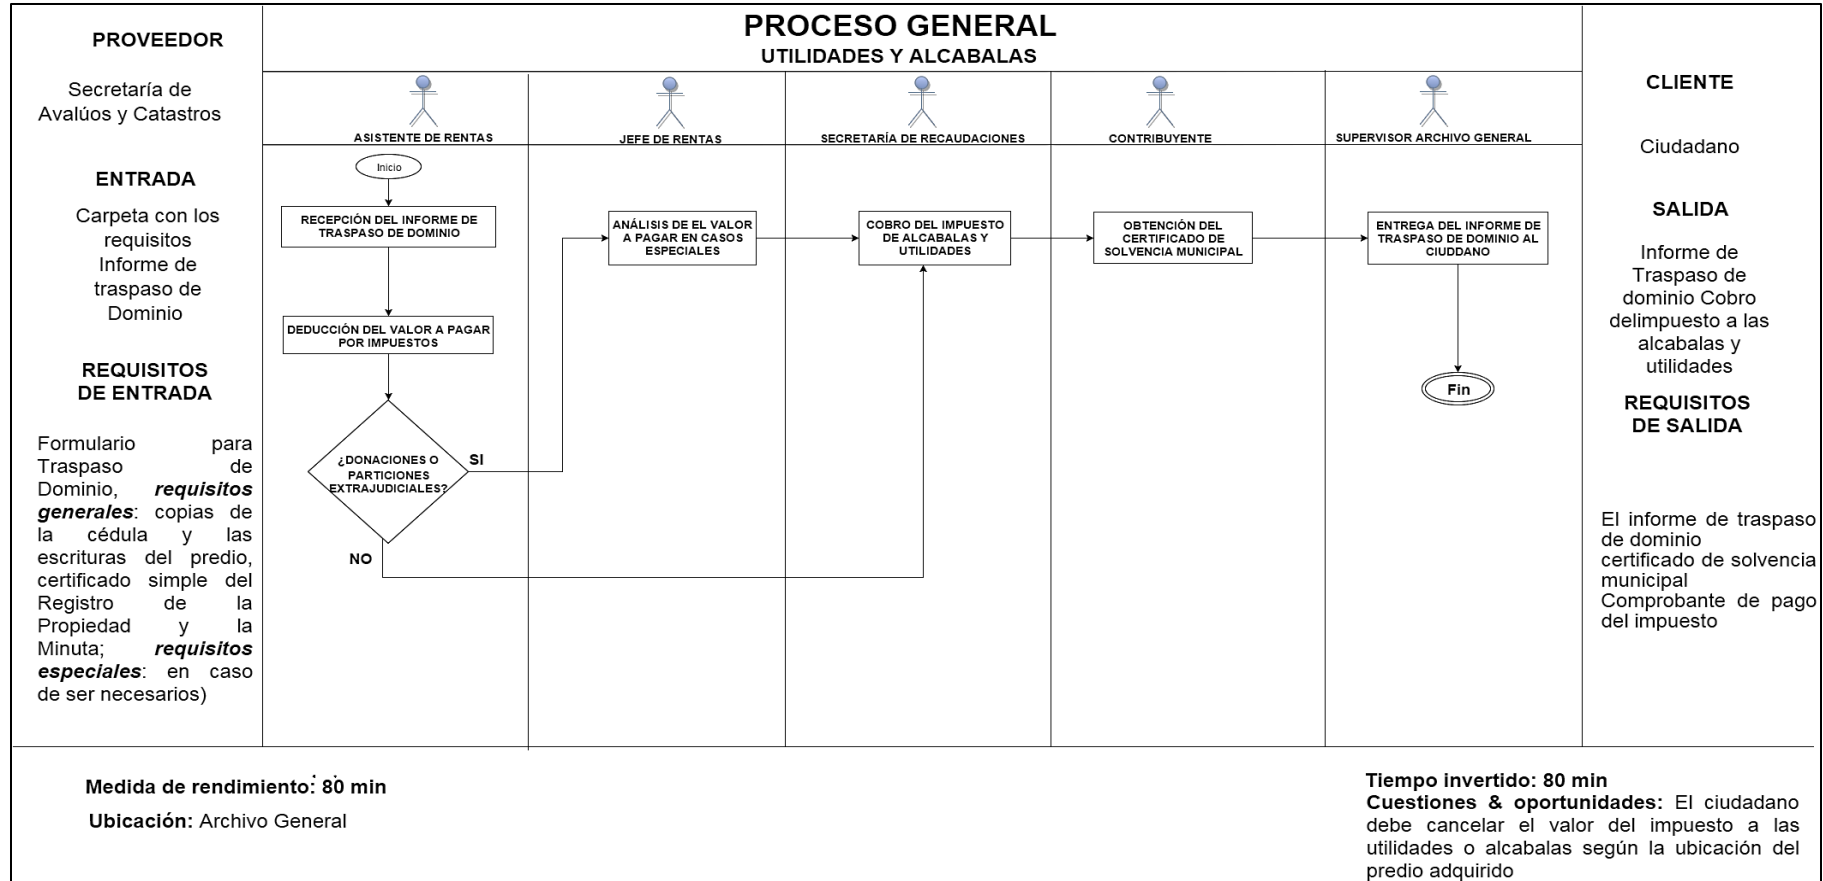 PROCESO GENERAL
UTILIDADES Y ALCABALAS
PROVEEDOR
Secretaría de
Avalúos y Catastros
ENTRADA
Carpeta con los
requisitos
Informe de
traspaso de
Dominio
REQUISITOS
DE ENTRADA
Formulario para
Traspaso de
Dominio, requisitos
generales: copias de
la cédula y las
escrituras del predio,
certificado simple del
Registro de la
Propiedad y la
Minuta; requisitos
especiales: en caso
de ser necesarios)
ASISTENTE DE RENTAS
JEFE DE RENTAS
SECRETARÍA DE RECAUDACIONES
CONTRIBUYENTE
SUPERVISOR ARCHIVO GENERAL
Inicio
RECEPCIÓN DEL INFORME DE
TRASPASO DE DOMINIO
DEDUCCIÓN DEL VALOR A PAGAR
POR IMPUESTOS
¿DONACIONES O
PARTICIONES
EXTRAJUDICIALES?
SI
NO
ANÁLISIS DE EL VALOR
A PAGAR EN CASOS
ESPECIALES
COBRO DEL IMPUESTO
DE ALCABALAS Y
UTILIDADES
OBTENCIÓN DEL
CERTIFICADO DE
SOLVENCIA MUNICIPAL
ENTREGA DEL INFORME DE
TRASPASO DE DOMINIO AL
CIUDDANO
Fin
CLIENTE
Ciudadano
SALIDA
Informe de
Traspaso de
dominio Cobro
delimpuesto a las
alcabalas y
utilidades
REQUISITOS
DE SALIDA
El informe de traspaso
de dominio
certificado de solvencia
municipal
Comprobante de pago
del impuesto
Medida de rendimiento: 80 min
Ubicación: Archivo General
Tiempo invertido: 80 min
Cuestiones & oportunidades: El ciudadano
debe cancelar el valor del impuesto a las
utilidades o alcabalas según la ubicación del
predio adquirido